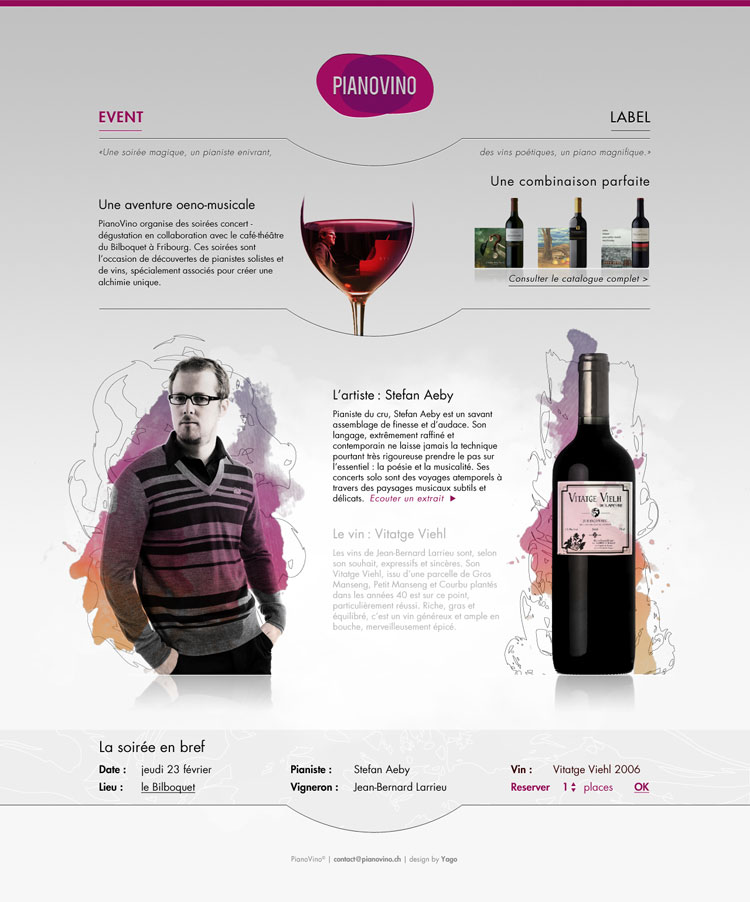 PIANOVINO
EVENT
LABEL
«Une soirée magique, un pianiste enivrant,
des vins poétiques, un piano magnifique.»
Une aventure oeno-musicale
PianoVino organise des soirées concert -
dégustation en collaboration avec le café-théâtre
du Bilboquet à Fribourg. Ces soirées sont
l'occasion de découvertes de pianistes solistes et
de vins, spécialement associés pour créer une
alchimie unique.
Une combinaison parfaite
Consulter le catalogue complet >
L'artiste : Stefan Aeby
Pianiste du cru, Stefan Aeby est un savant
assemblage de finesse et d'audace. Son
langage, extrêmement raffiné et
contemporain ne laisse jamais la technique
pourtant très rigoureuse prendre le pas sur
l'essentiel : la poésie et la musicalité. Ses
concerts solo sont des voyages atemporels à
travers des paysages musicaux subtils et
délicats. Ecouter un extrait
Le vin : Vitatge Viehl
Les vins de Jean-Bernard Larrieu sont, selon
son souhait, expressifs et sincères. Son
Vitatge Viehl, issu d'une parcelle de Gros
Manseng, Petit Manseng et Courbu plantés
dans les années 40 est sur ce point,
particulièrement réussi. Riche, gras et
équilibré, c'est un vin généreux et ample en
bouche, merveilleusement épicé.
VITATGE VIELH
La soirée en bref
Date : jeudi 23 février
Lieu : le Bilboquet
Pianiste : Stefan Aeby
Vigneron : Jean-Bernard Larrieu
Vin : Vitatge Viehl 2006
Reserver 1 places OK
PianoVino© | contact@pianovino.ch | design by Yago